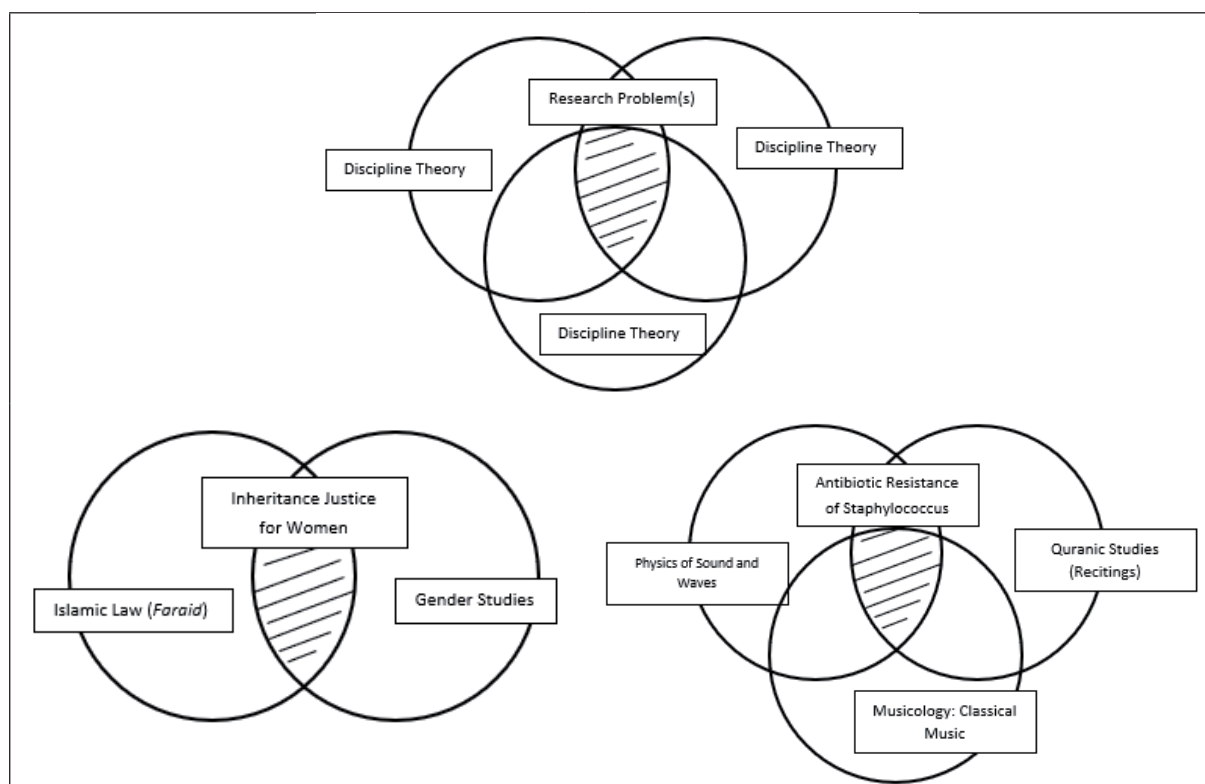 Research Problem(s)
Discipline Theory
Discipline Theory
Discipline Theory
Inheritance Justice
for Women
Islamic Law (Faraid)
Gender Studies
Antibiotic Resistance
of Staphylococcus
Physics of Sound and
Waves
Quranic Studies
(Recitings)
Musicology: Classical
Music